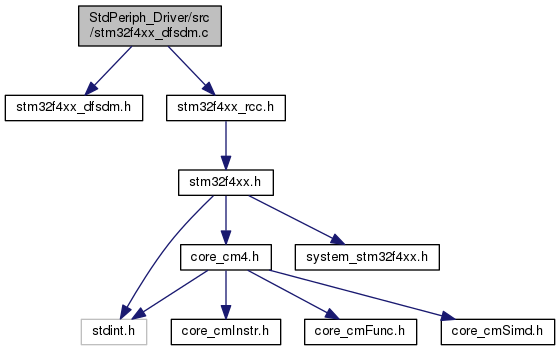 StdPeriph_Driver/src
/stm32f4xx_dfsdm.c
stm32f4xx_dfsdm.h
stm32f4xx_rcc.h
stm32f4xx.h
core_cm4.h
system_stm32f4xx.h
stdint.h
core_cmInstr.h
core_cmFunc.h
core_cmSimd.h